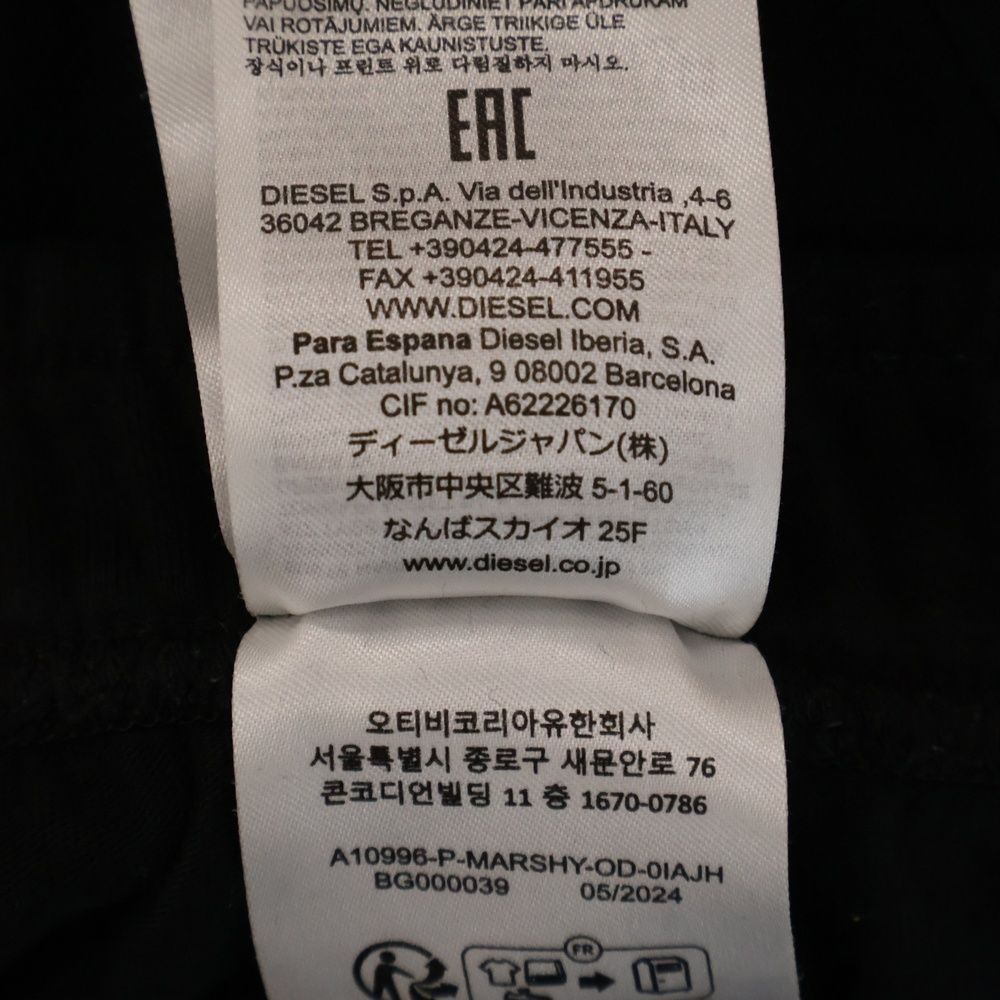 PAPUOŠIMŲ. NEGLUDINIET PĀRI APDRUKĀM
VAI ROTĀJUMIEM. ÄRGE TRIIKIGE ÜLE
TRÜKISTE EGA KAUNISTUSTE.
장식이나 프린트 위로 다림질하지 마시오.
EAC
DIESEL S.p.A. Via dell'Industria ,4-6
36042 BREGANZE-VICENZA-ITALY
TEL +390424-477555 -
FAX +390424-411955
WWW.DIESEL.COM
Para Espana Diesel Iberia, S.A.
P.za Catalunya, 9 08002 Barcelona
CIF no: A62226170
ディーゼルジャパン(株)
大阪市中央区難波 5-1-60
なんばスカイオ 25F
www.diesel.co.jp
오티비코리아유한회사
서울특별시 종로구 새문안로 76
콘코디언빌딩 11 층 1670-0786
A10996-P-MARSHY-OD-0IAJH
BG000039 05/2024
FR